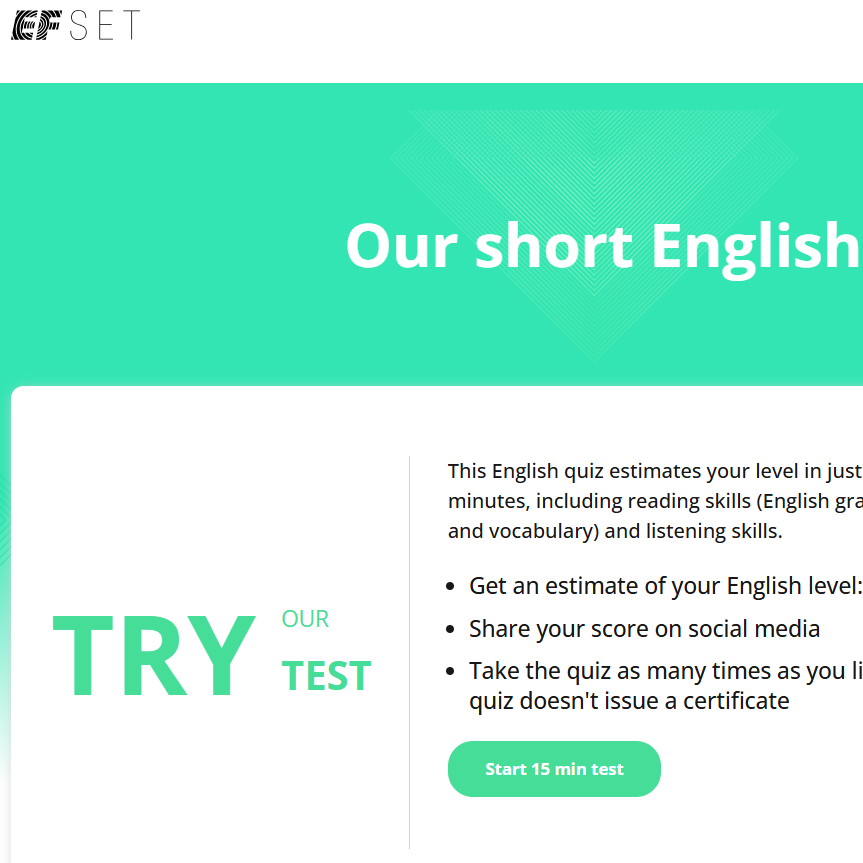 EF SET
Our short English
TRY
OUR
TEST
This English quiz estimates your level in just
minutes, including reading skills (English gra
and vocabulary) and listening skills.
• Get an estimate of your English level:
• Share your score on social media
• Take the quiz as many times as you li
quiz doesn't issue a certificate
Start 15 min test